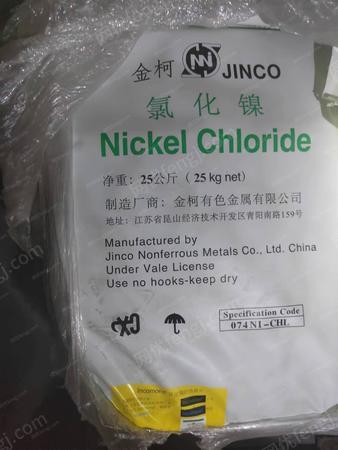 金柯 JINCO
氯化镍
Nickel Chloride
净重：25公斤（25 kg net）
制造厂商：金柯有色金属有限公司
地址：江苏省昆山经济技术开发区青阳南路159号
Manufactured by
Jinco Nonferrous Metals Co., Ltd. China
Under Vale License
Use no hooks-keep dry
Specification Code
074NI-CHL